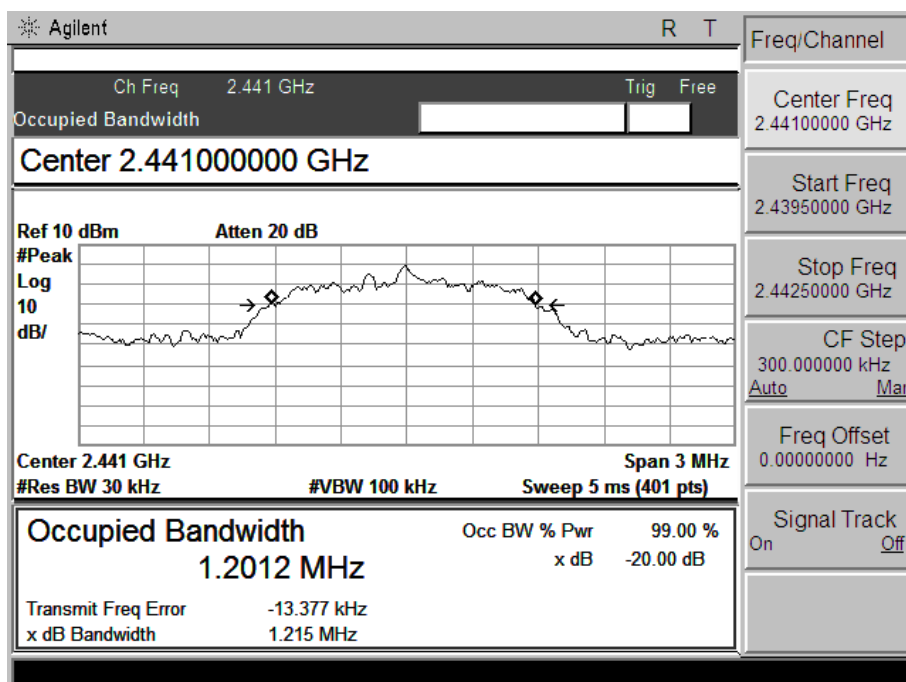 Agilent R T
Ch Freq 2.441 GHz Trig Free
Occupied Bandwidth
Center 2.441000000 GHz
Ref 10 dBm Atten 20 dB
#Peak
Log
10
dB/
Center 2.441 GHz Span 3 MHz
#Res BW 30 kHz #VBW 100 kHz Sweep 5 ms (401 pts)
Occupied Bandwidth
1.2012 MHz
Occ BW % Pwr 99.00 %
x dB -20.00 dB
Transmit Freq Error -13.377 kHz
x dB Bandwidth 1.215 MHz
Freq/Channel
Center Freq
2.44100000 GHz
Start Freq
2.43950000 GHz
Stop Freq
2.44250000 GHz
CF Step
300.000000 kHz
Auto Man
Freq Offset
0.00000000 Hz
Signal Track
On Off